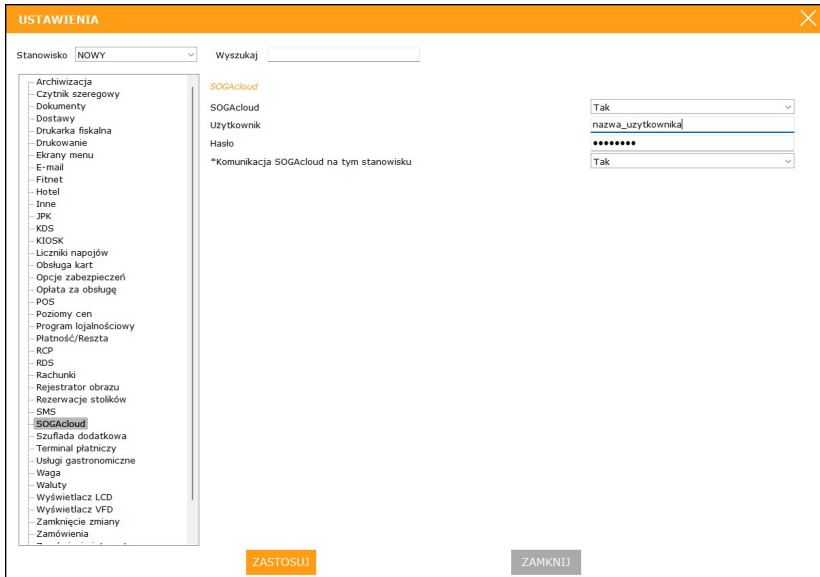 USTAWIENIA
Stanowisko NOWY Wyszukaj
Archiwizacja
Czytnik szeregowy
Dokumenty
Dostawy
Drukarka fiskalna
Drukowanie
Ekrany menu
E-mail
Fitnet
Hotel
Inne
JPK
KDS
KIOSK
Liczniki napojów
Obsługa kart
Opcje zabezpieczeń
Opłata za obsługę
POS
Poziomy cen
Program lojalnościowy
Płatność/Reszta
RCP
RDS
Rachunki
Rejestrator obrazu
Rezerwacje stolików
SMS
SOGAcloud
Szuflada dodatkowa
Terminal płatniczy
Usługi gastronomiczne
Waga
Waluty
Wyświetlacz LCD
Wyświetlacz VFD
Zamknięcie zmiany
Zamówienia
SOGAcloud
SOGAcloud Tak
Użytkownik nazwa_uzytkownika
Hasło ••••••••
*Komunikacja SOGAcloud na tym stanowisku Tak
ZASTOSUJ ZAMKNIJ